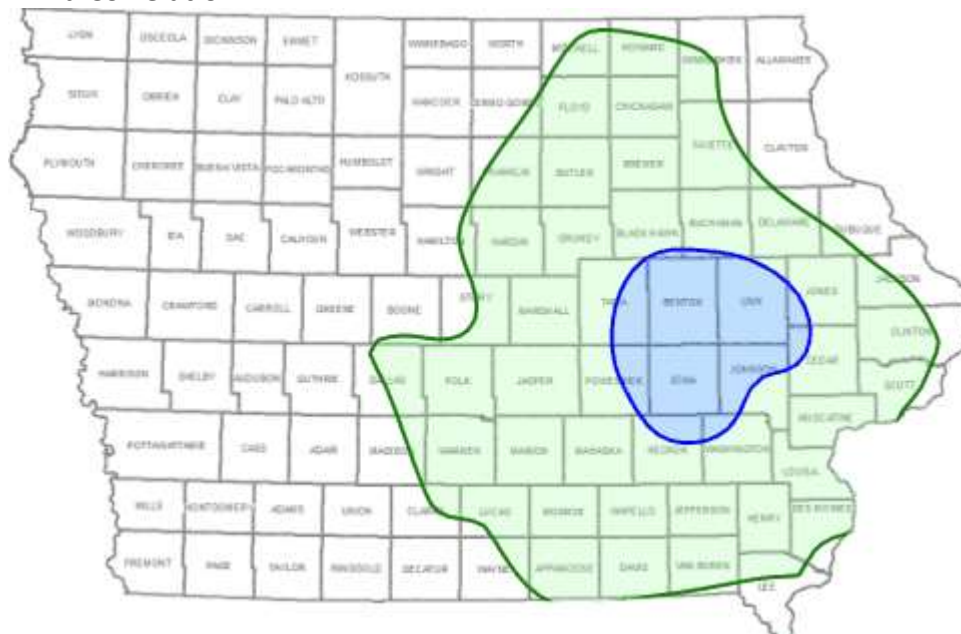 LYON OSCEOLA DICKINSON EMMET WINNEBAGO WORTH MITCHELL HOWARD WINNESHIEK ALLAMAKEE
KOSSUTH
SIOUX OBRIEN CLAY PALO ALTO HANCOCK CERRO GORDO FLOYD CHICKASAW
FAYETTE CLAYTON
PLYMOUTH CHEROKEE BUENA VISTA POCAHONTAS HUMBOLDT WRIGHT FRANKLIN BUTLER BREMER
WOODBURY IDA SAC CALHOUN WEBSTER HAMILTON HARDIN GRUNDY BLACK HAWK BUCHANAN DELAWARE DUBUQUE
MONONA CRAWFORD CARROLL GREENE BOONE STORY MARSHALL TAMA BENTON LINN JONES JACKSON
CLINTON
HARRISON SHELBY AUDUBON GUTHRIE DALLAS POLK JASPER POWESHIEK IOWA JOHNSON CEDAR SCOTT
MUSCATINE
POTTAWATTAMIE CASS ADAIR MADISON WARREN MARION MAHASKA KEOKUK WASHINGTON
LOUISA
MILLS MONTGOMERY ADAMS UNION CLARKE LUCAS MONROE WAPELLO JEFFERSON HENRY DES MOINES
FREMONT PAGE TAYLOR RINGGOLD DECATUR WAYNE APPANOOSE DAVIS VAN BUREN LEE